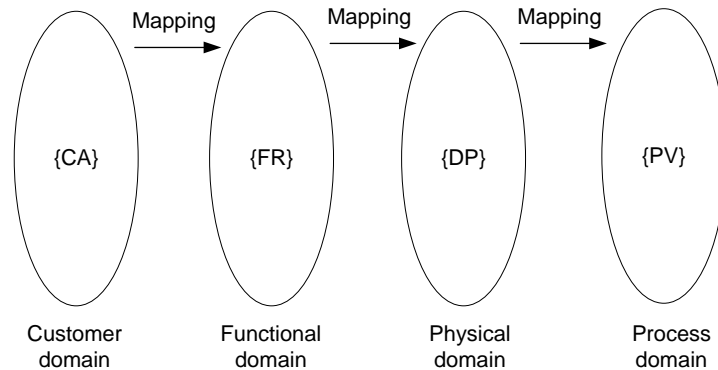 Mapping
Mapping
Mapping
{CA}
{FR}
{DP}
{PV}
Customer
domain
Functional
domain
Physical
domain
Process
domain